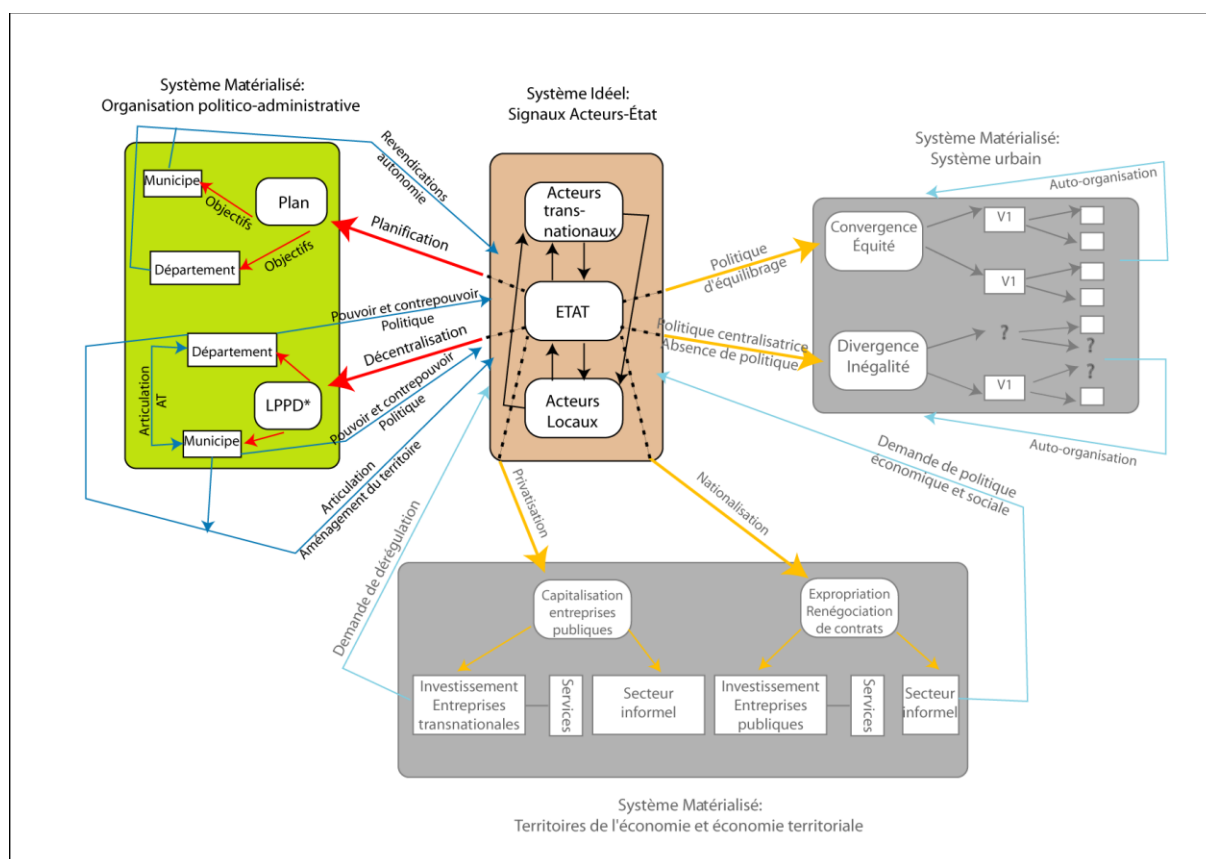 Système Matérialisé:
Organisation politico-administrative
Municipe
Plan
Objectifs
Objectifs
Département
Département
LPPD*
Municipe
Articulation
AT
Revendications
autonomie
Planification
Pouvoir et contrepouvoir
Politique
Décentralisation
Pouvoir et contrepouvoir
Politique
Articulation
Aménagement du territoire
Système Idéel:
Signaux Acteurs-État
Acteurs
trans-
nationaux
ETAT
Acteurs
Locaux
Politique
d'équilibrage
Politique centralisatrice
Absence de politique
Système Matérialisé:
Système urbain
Auto-organisation
Convergence
Équité
V1
V1
Divergence
Inégalité
?
?
?
V1
Auto-organisation
Demande de dérégulation
Privatisation
Nationalisation
Demande de politique
économique et sociale
Capitalisation
entreprises
publiques
Expropriation
Renégociation
de contrats
Investissement
Entreprises
transnationales
Services
Secteur
informel
Investissement
Entreprises
publiques
Services
Secteur
informel
Système Matérialisé:
Territoires de l'économie et économie territoriale